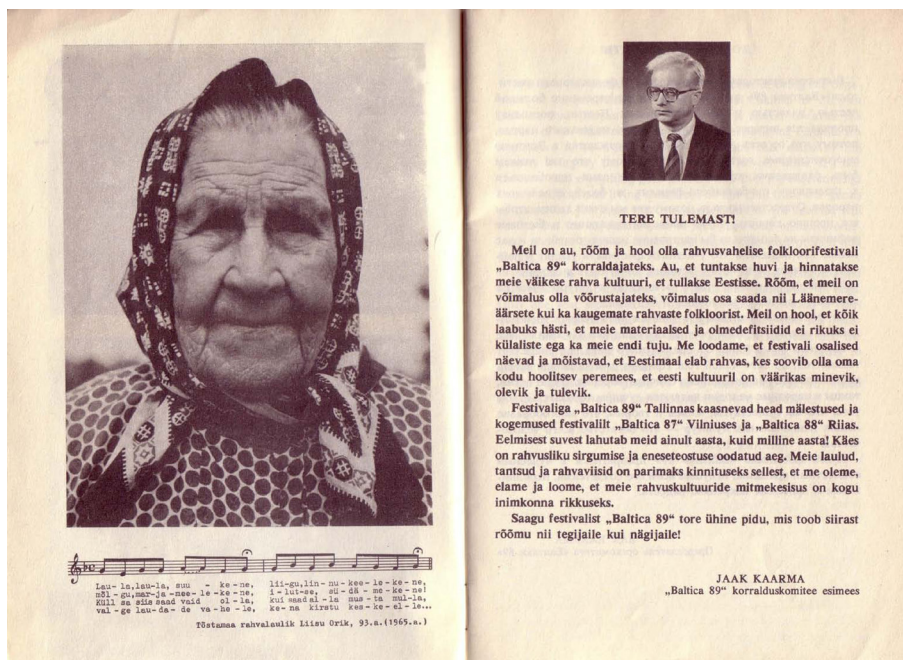 Lau-la,lau-la, suu - ke-ne, lii-gu,lin-nu-kee-le-ke-ne,
mõl-gu,mar-ja-mee-le-ke-ne, i-lut-se, sü-dä-me-ke-ne!
Küll sa siis saad vaid ol-la, kui saad al-la mus-ta mul-la,
val-ge lau-da-de va-he-le, ke-na kirstu kes-ke-el-le...
Tõstamaa rahvalaulik Liisu Orik, 93.a.(1965.a.)
TERE TULEMAST!
Meil on au, rõõm ja hool olla rahvusvahelise folkloorifestivali
„Baltica 89“ korraldajateks. Au, et tuntakse huvi ja hinnatakse
meie väikese rahva kultuuri, et tullakse Eestisse. Rõõm, et meil on
võimalus olla võõrustajateks, võimalus osa saada nii Läänemere-
äärsete kui ka kaugemate rahvaste folkloorist. Meil on hool, et kõik
laabuks hästi, et meie materiaalsed ja olmedefitsiidid ei rikuks ei
külaliste ega ka meie endi tuju. Me loodame, et festivali osalised
näevad ja mõistavad, et Eestimaal elab rahvas, kes soovib olla oma
kodu hoolitsev peremees, et eesti kultuuril on väärikas minevik,
olevik ja tulevik.
Festivaliga „Baltica 89“ Tallinnas kaasnevad head mälestused ja
kogemused festivalilt „Baltica 87“ Vilniuses ja „Baltica 88“ Riias.
Eelmisest suvest lahutab meid ainult aasta, kuid milline aasta! Käes
on rahvusliku sirgumise ja eneseteostuse oodatud aeg. Meie laulud,
tantsud ja rahvaviisid on parimaks kinnituseks sellest, et me oleme,
elame ja loome, et meie rahvuskultuuride mitmekesisus on kogu
inimkonna rikkuseks.
Saagu festivalist „Baltica 89“ tore ühine pidu, mis toob siirast
rõõmu nii tegijaile kui nägijaile!
JAAK KAARMA
„Baltica 89“ korralduskomitee esimees